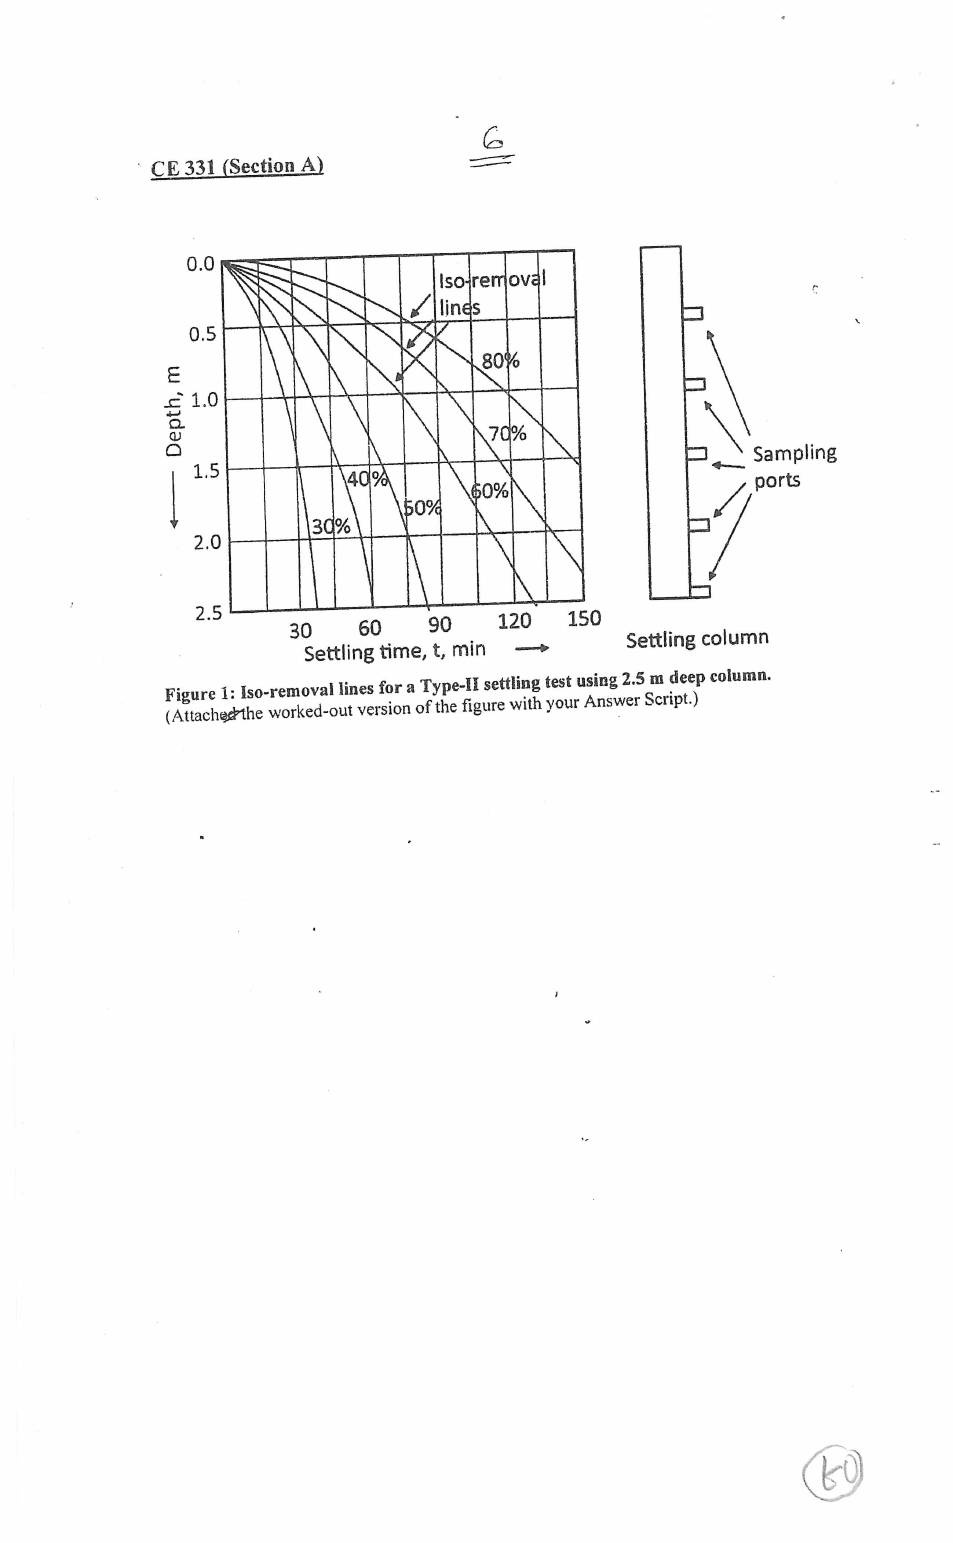 6
CE 331 (Section A)
0.0
0.5
1.0
1.5
2.0
2.5
Depth, m
Iso-removal
lines
80%
70%
60%
50%
40%
30%
30 60 90 120 150
Settling time, t, min
Sampling
ports
Settling column
Figure 1: Iso-removal lines for a Type-II settling test using 2.5 m deep column.
(Attach the worked-out version of the figure with your Answer Script.)